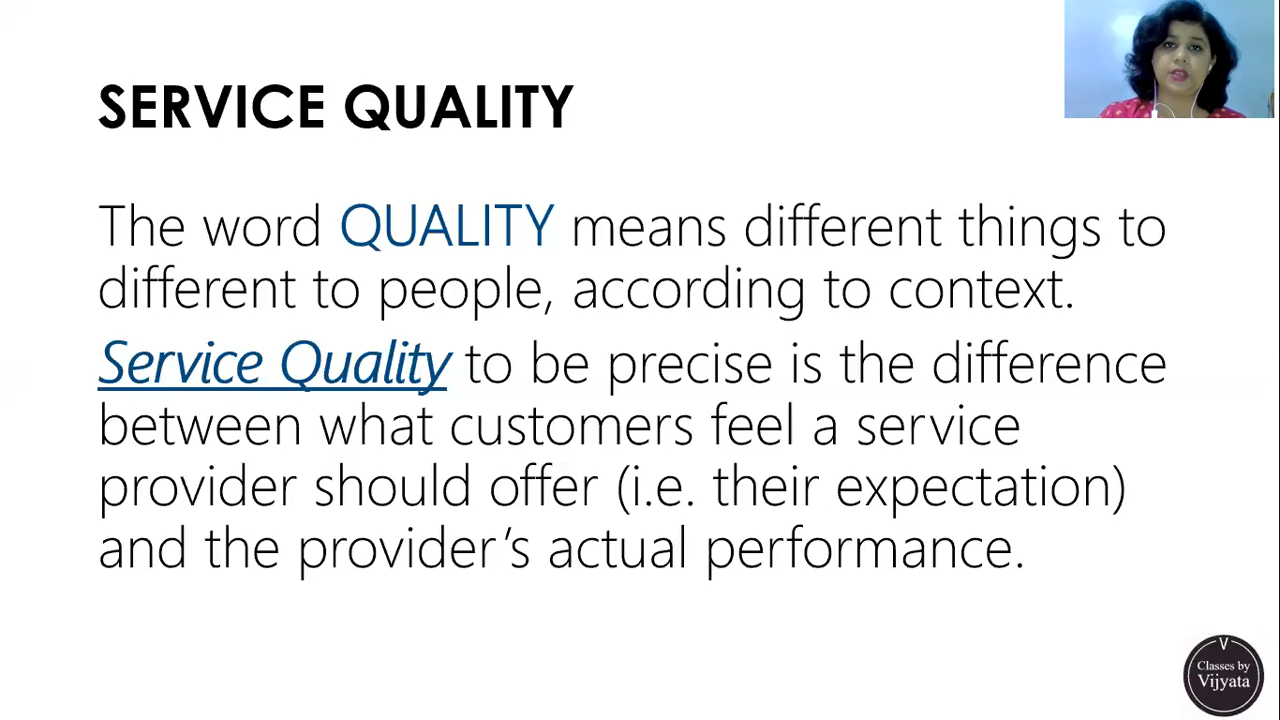 SERVICE QUALITY
The word QUALITY means different things to
different to people, according to context.
Service Quality to be precise is the difference
between what customers feel a service
provider should offer (i.e. their expectation)
and the provider's actual performance.
V
Classes by
Vijyata